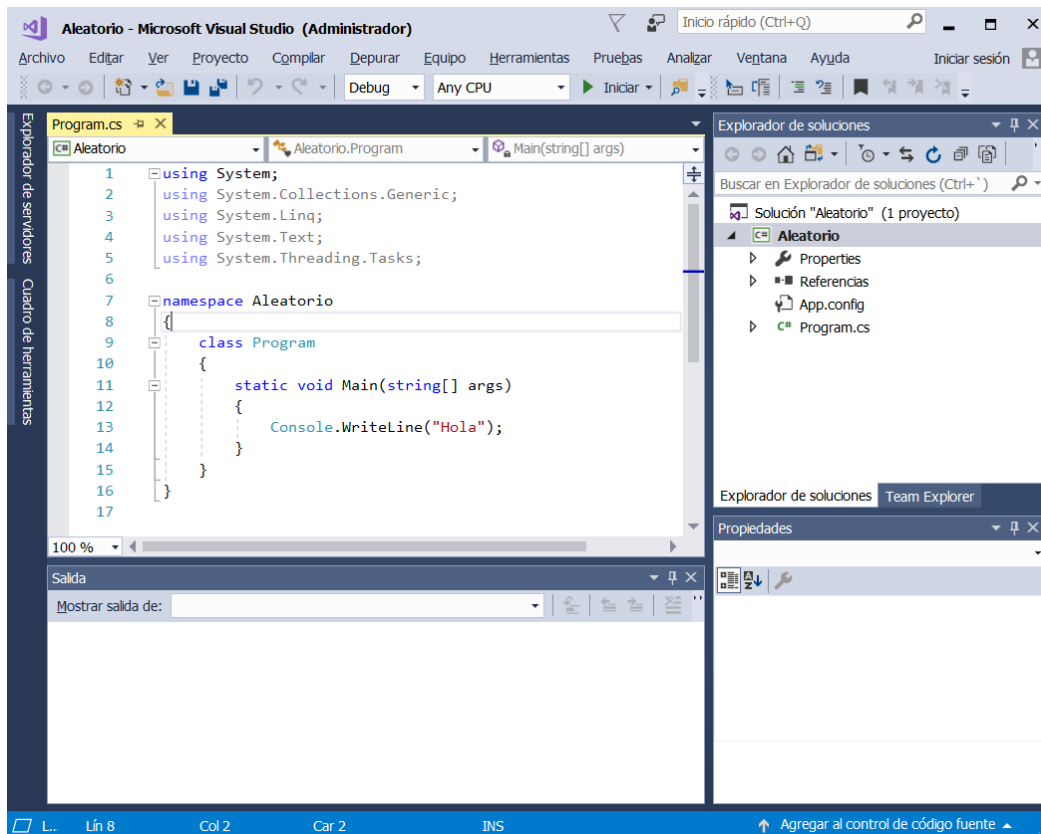 Aleatorio - Microsoft Visual Studio (Administrador)
Inicio rápido (Ctrl+Q)
Archivo Editar Ver Proyecto Compilar Depurar Equipo Herramientas Pruebas Analizar Ventana Ayuda Iniciar sesión
Debug Any CPU Iniciar
Explorador de servidores
Cuadro de herramientas
Program.cs
C# Aleatorio Aleatorio.Program Main(string[] args)
1 using System;
2 using System.Collections.Generic;
3 using System.Linq;
4 using System.Text;
5 using System.Threading.Tasks;
6
7 namespace Aleatorio
8 {
9 class Program
10 {
11 static void Main(string[] args)
12 {
13 Console.WriteLine("Hola");
14 }
15 }
16 }
17
100 %
Salida
Mostrar salida de:
Explorador de soluciones
Buscar en Explorador de soluciones (Ctrl+`)
Solución "Aleatorio" (1 proyecto)
C# Aleatorio
Properties
Referencias
App.config
C# Program.cs
Explorador de soluciones Team Explorer
Propiedades
L... Lín 8 Col 2 Car 2 INS Agregar al control de código fuente